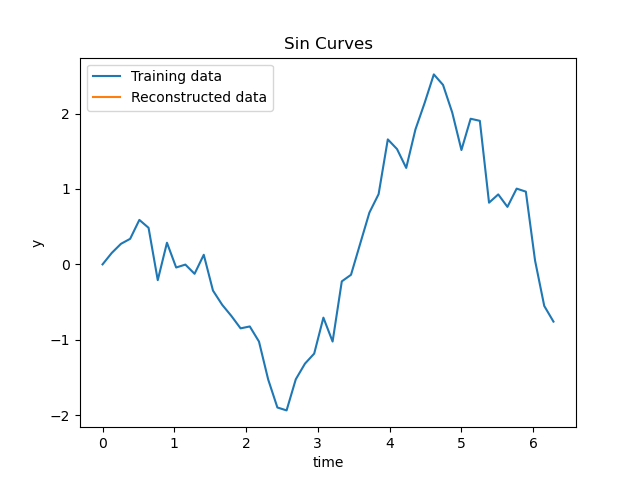 Sin Curves
Training data
Reconstructed data
y
2
1
0
−1
−2
0 1 2 3 4 5 6
time